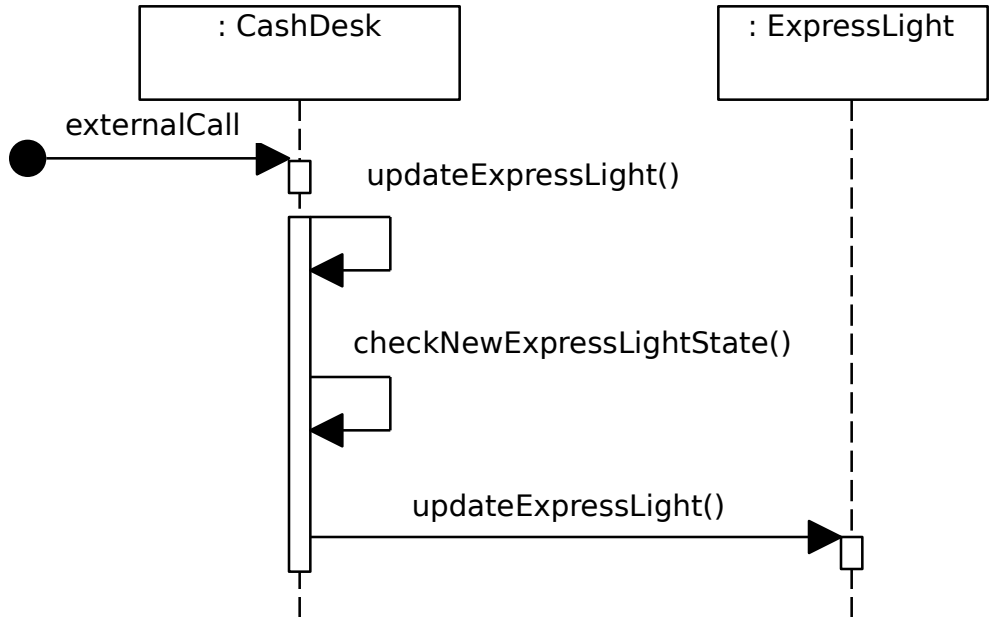 : CashDesk
: ExpressLight
externalCall
updateExpressLight()
checkNewExpressLightState()
updateExpressLight()